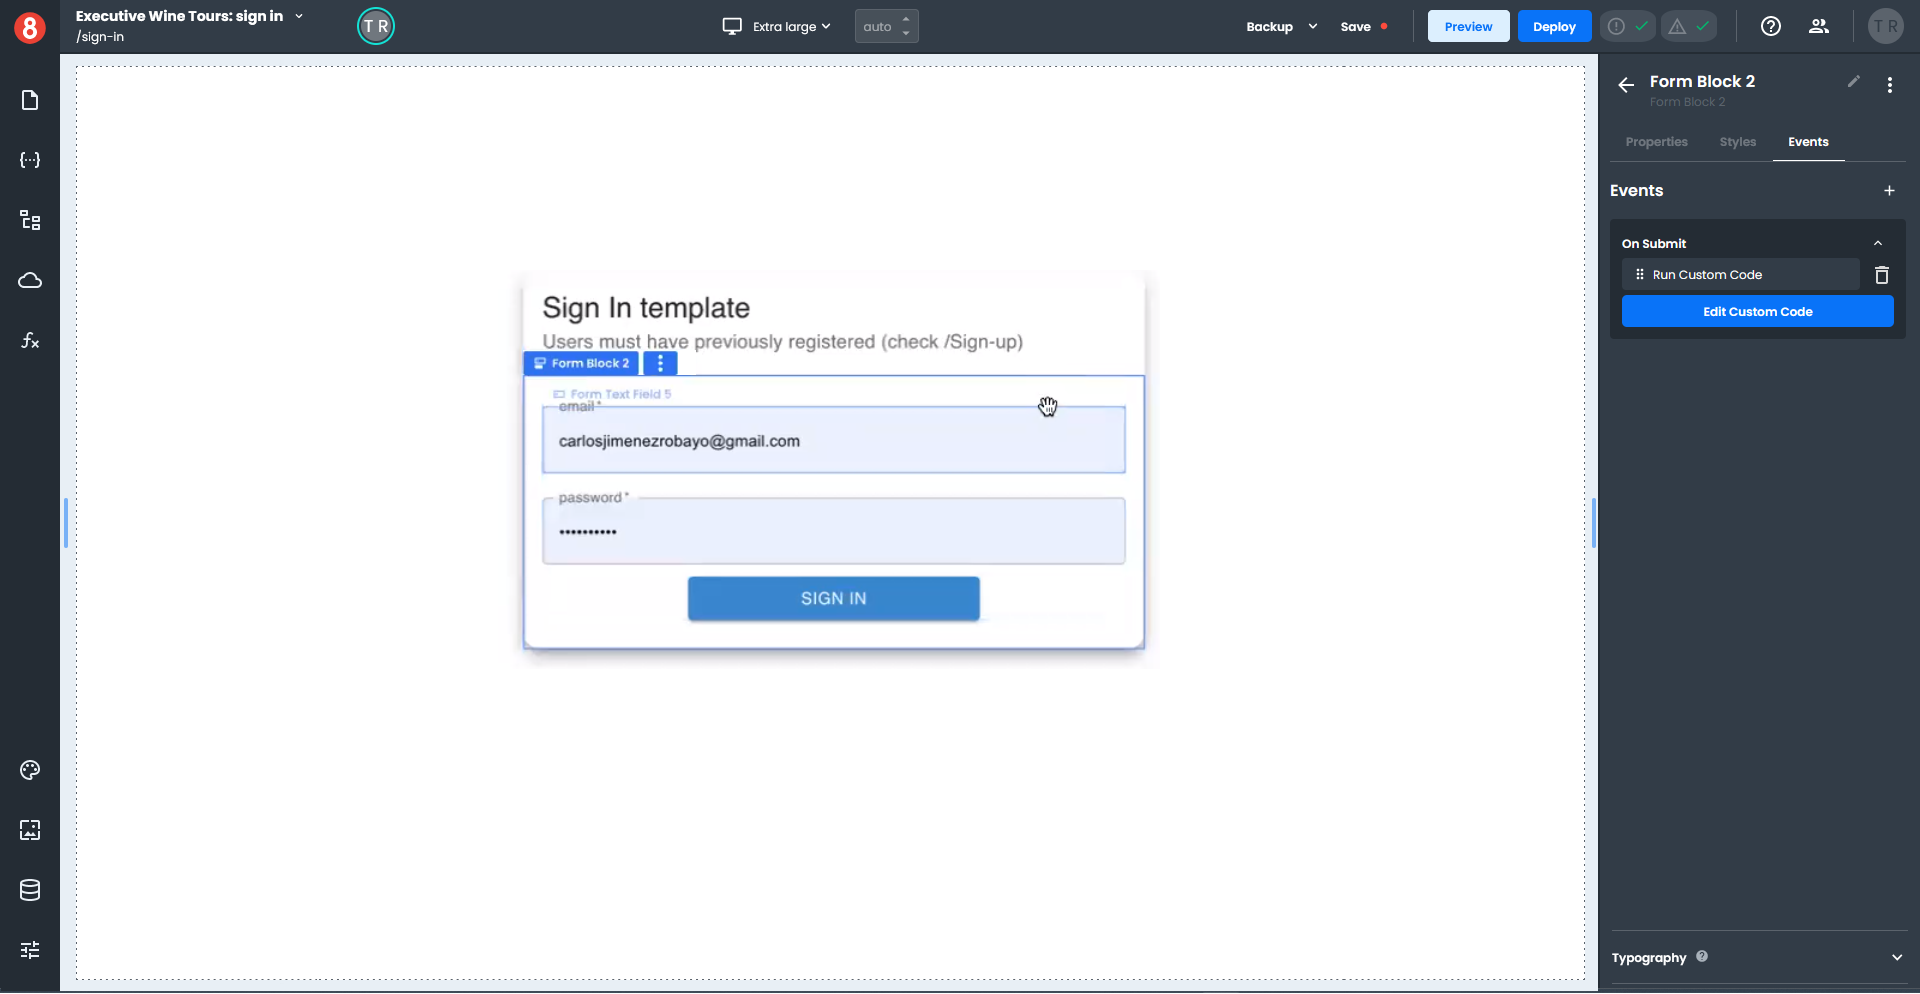 8
Executive Wine Tours: sign in
/sign-in
T R
Extra large
auto
Backup
Save
Preview
Deploy
T R
Form Block 2
Form Block 2
Properties
Styles
Events
Events
On Submit
Run Custom Code
Edit Custom Code
Sign In template
Users must have previously registered (check /Sign-up)
Form Block 2
Form Text Field 5
email *
carlosjimenezrobayo@gmail.com
password *
••••••••••
SIGN IN
Typography